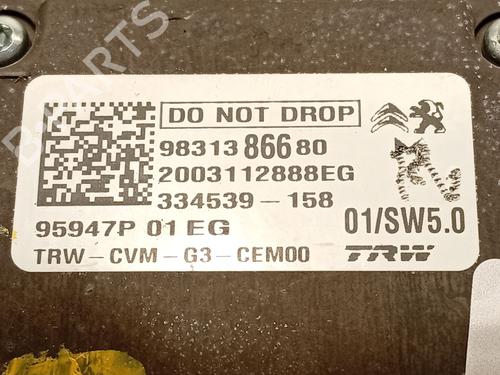 DO NOT DROP
98313 866 80
2003112888EG
334539-158
95947P 01 EG
01/SW5.0
TRW-CVM-G3-CEM00
TRW